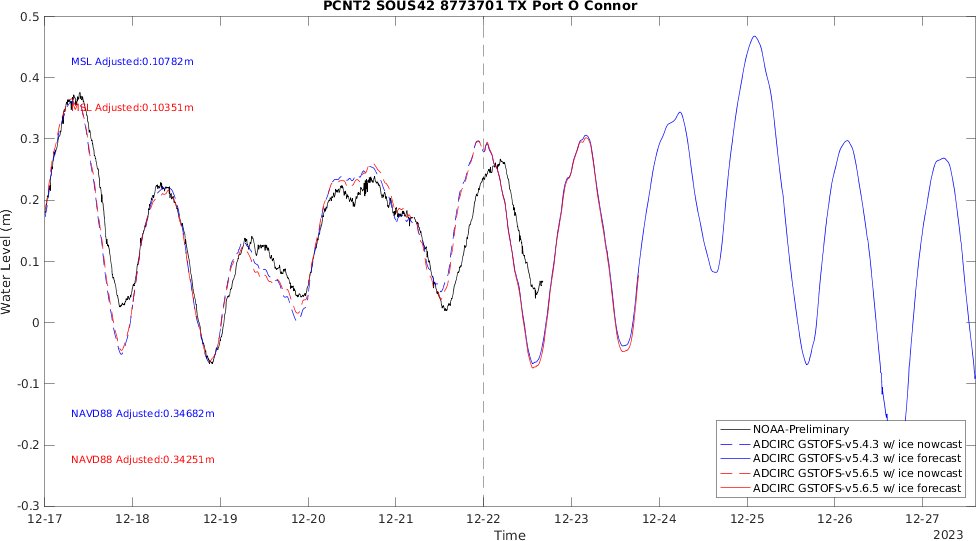 PCNT2 SOUS42 8773701 TX Port O Connor
0.5
0.4
0.3
0.2
0.1
0
-0.1
-0.2
-0.3
Water Level (m)
MSL Adjusted:0.10782m
MSL Adjusted:0.10351m
NAVD88 Adjusted:0.34682m
NAVD88 Adjusted:0.34251m
NOAA-Preliminary
ADCIRC GSTOFS-v5.4.3 w/ ice nowcast
ADCIRC GSTOFS-v5.4.3 w/ ice forecast
ADCIRC GSTOFS-v5.6.5 w/ ice nowcast
ADCIRC GSTOFS-v5.6.5 w/ ice forecast
12-17 12-18 12-19 12-20 12-21 12-22 12-23 12-24 12-25 12-26 12-27
Time
2023